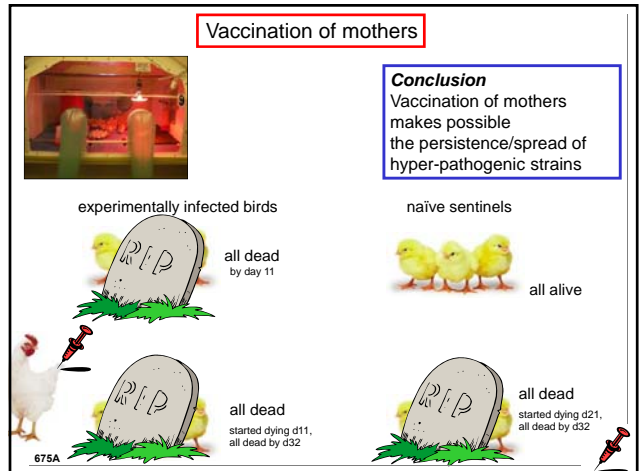 Vaccination of mothers
Conclusion
Vaccination of mothers
makes possible
the persistence/spread of
hyper-pathogenic strains
experimentally infected birds
naïve sentinels
RIP
all dead
by day 11
all alive
RIP
all dead
started dying d11,
all dead by d32
RIP
all dead
started dying d21,
all dead by d32
675A